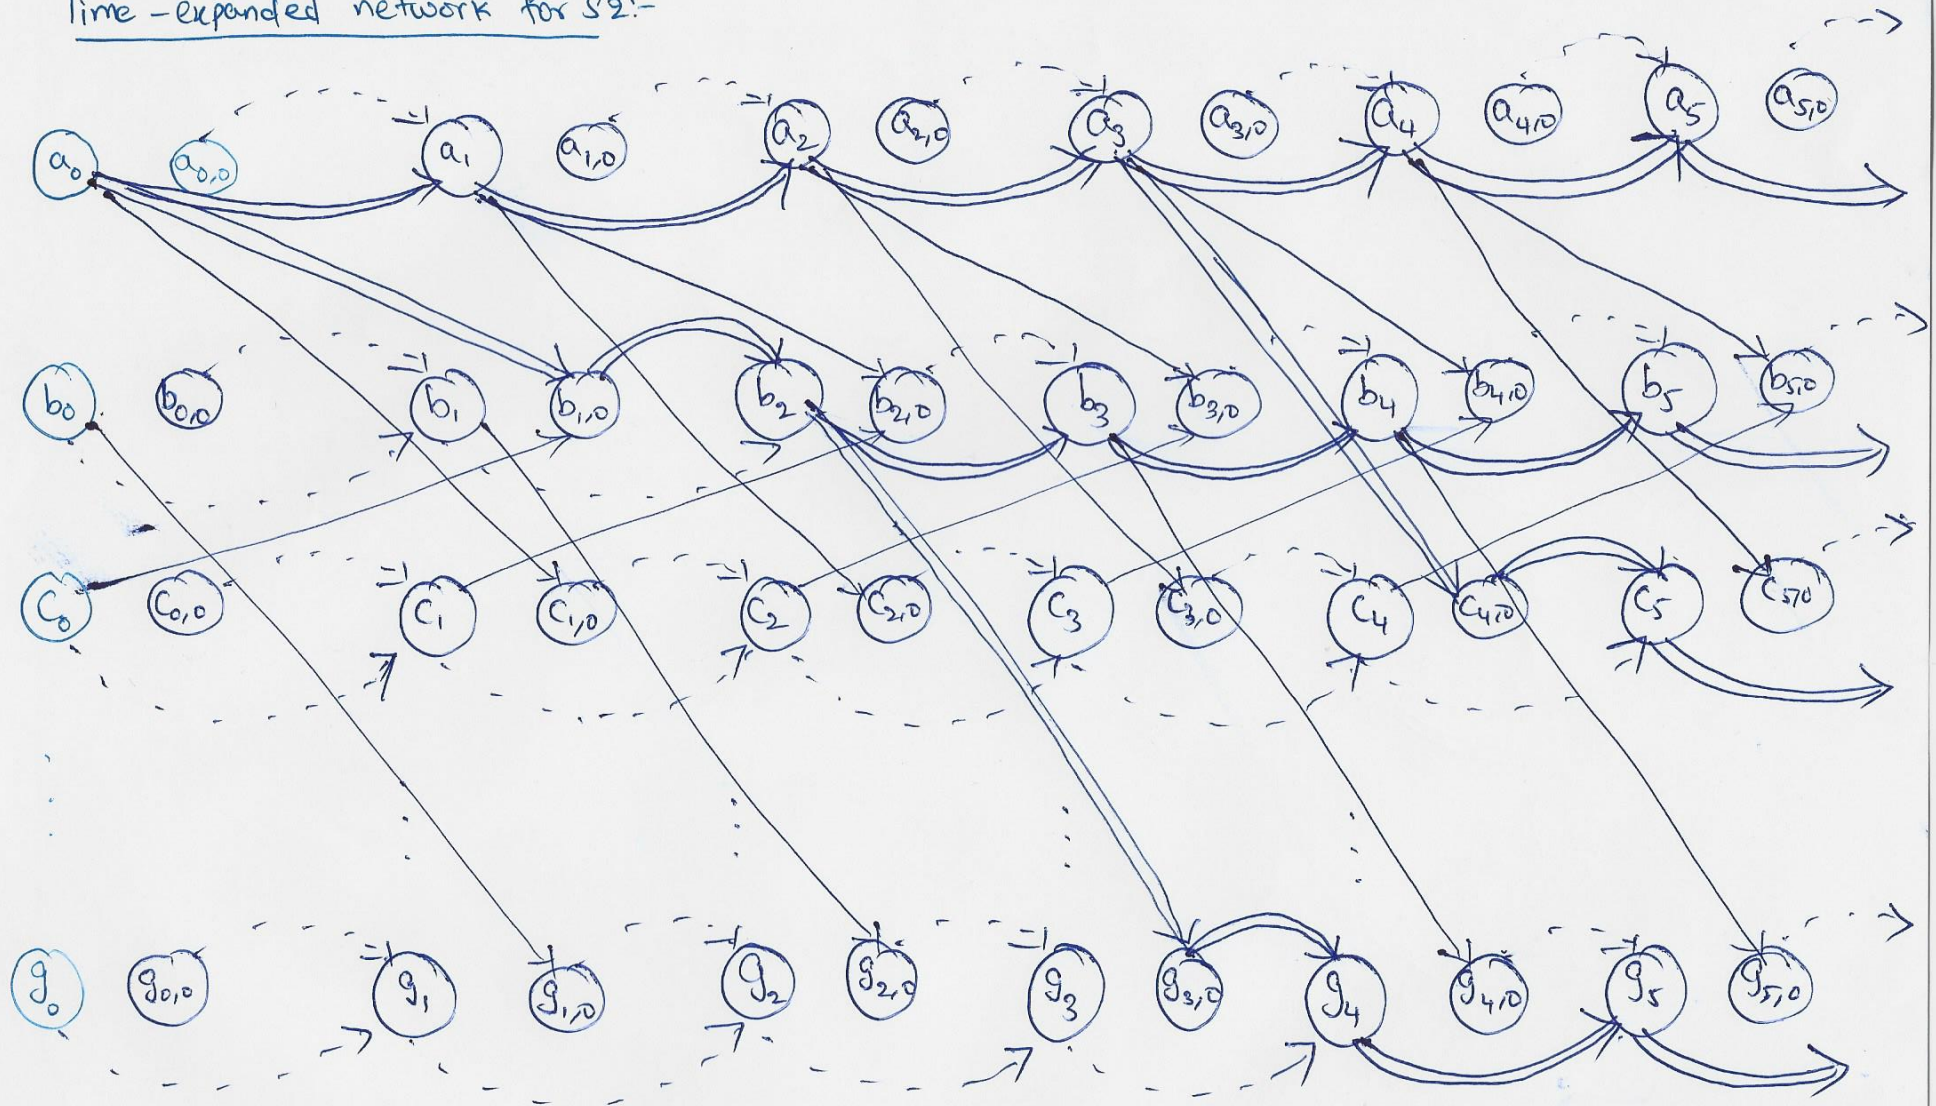 Time-expanded network for S2:-
a0 a0,0 a1 a1,0 a2 a2,0 a3 a3,0 a4 a4,0 a5 a5,0
b0 b0,0 b1 b1,0 b2 b2,0 b3 b3,0 b4 b4,0 b5 b5,0
c0 c0,0 c1 c1,0 c2 c2,0 c3 c3,0 c4 c4,0 c5 c5,0
g0 g0,0 g1 g1,0 g2 g2,0 g3 g3,0 g4 g4,0 g5 g5,0